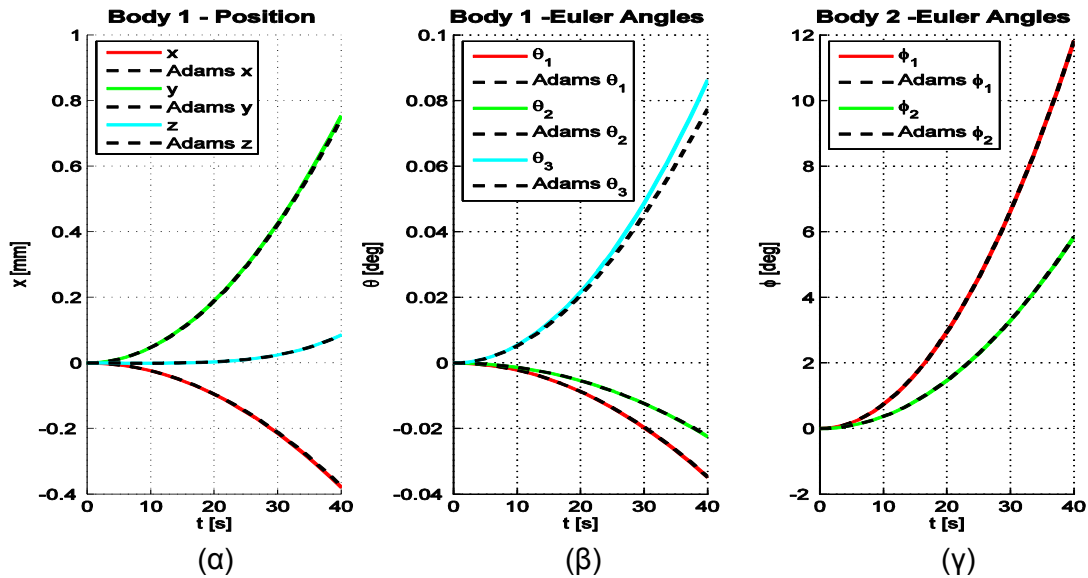 Body 1 - Position
1
0.8
0.6
0.4
0.2
0
-0.2
-0.4
x [mm]
x
Adams x
y
Adams y
z
Adams z
0 10 20 30 40
t [s]
(α)
Body 1 -Euler Angles
0.1
0.08
0.06
0.04
0.02
0
-0.02
-0.04
θ [deg]
θ1
Adams θ1
θ2
Adams θ2
θ3
Adams θ3
0 10 20 30 40
t [s]
(β)
Body 2 -Euler Angles
12
10
8
6
4
2
0
-2
ϕ [deg]
ϕ1
Adams ϕ1
ϕ2
Adams ϕ2
0 10 20 30 40
t [s]
(γ)